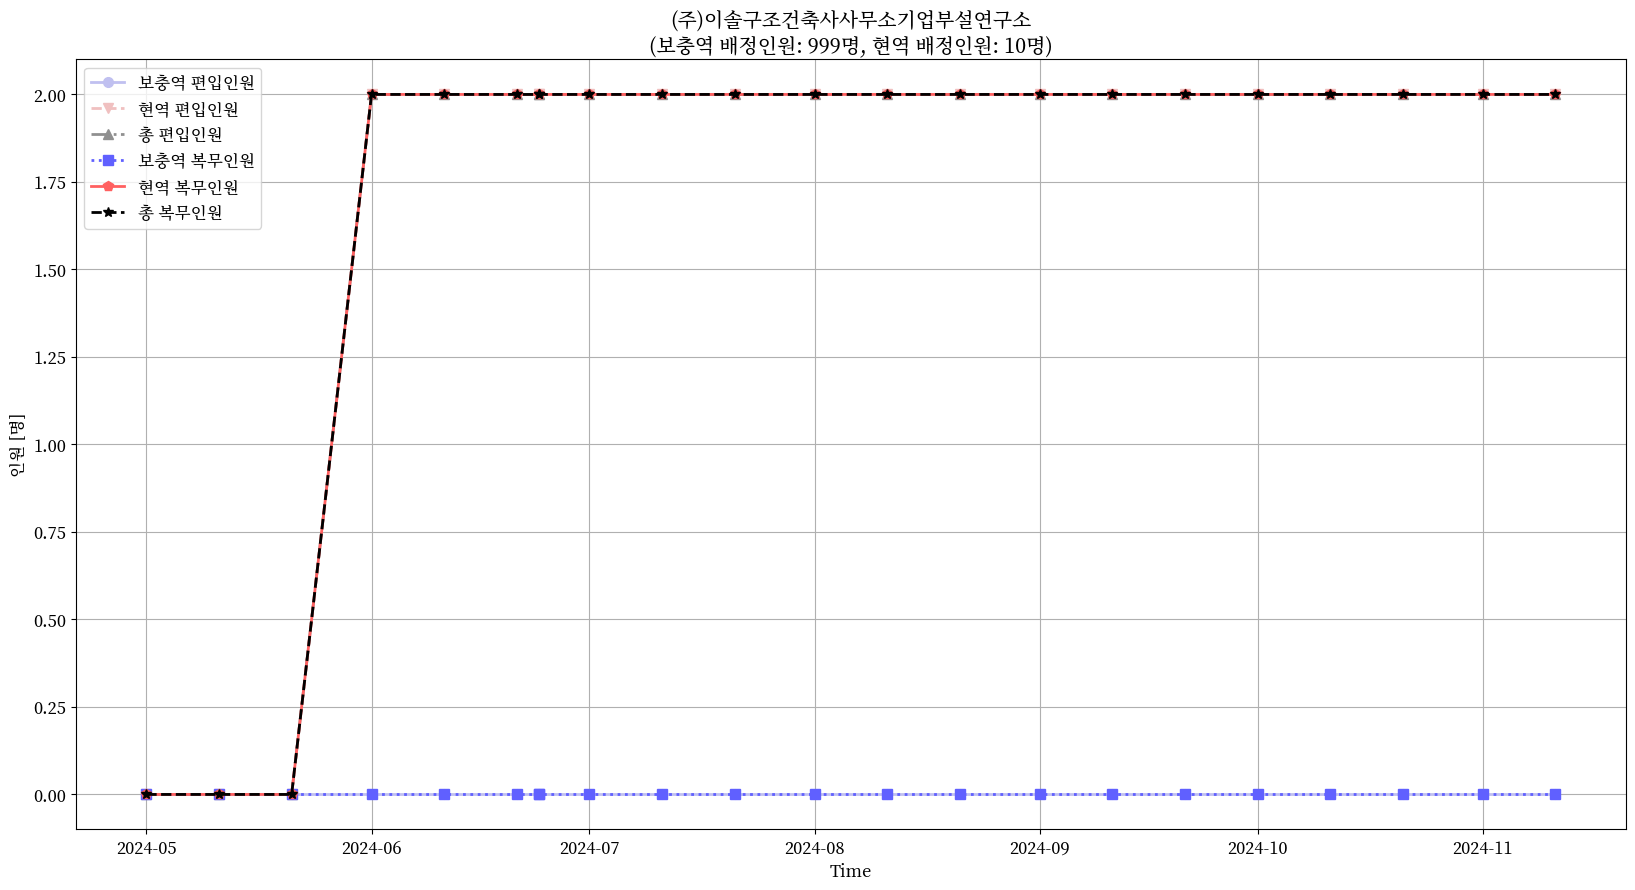 (주)이솔구조건축사사무소기업부설연구소
(보충역 배정인원: 999명, 현역 배정인원: 10명)
보충역 편입인원
현역 편입인원
총 편입인원
보충역 복무인원
현역 복무인원
총 복무인원
2.00
1.75
1.50
1.25
1.00
0.75
0.50
0.25
0.00
인원 [명]
2024-05 2024-06 2024-07 2024-08 2024-09 2024-10 2024-11
Time